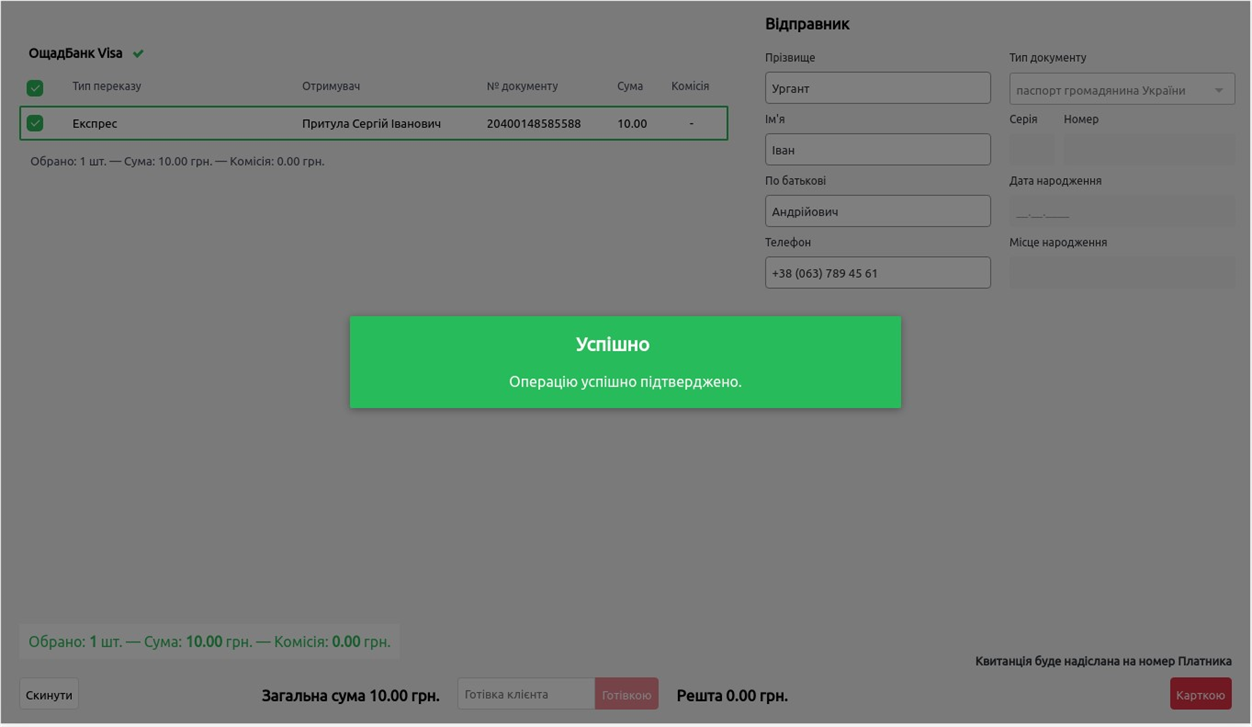 ОщадБанк Visa
Тип переказу Отримувач № документу Сума Комісія
Експрес Притула Сергій Іванович 20400148585588 10.00 -
Обрано: 1 шт. — Сума: 10.00 грн. — Комісія: 0.00 грн.
Відправник
Прізвище Тип документу
Ургант паспорт громадянина України
Ім'я Серія Номер
Іван
По батькові Дата народження
Андрійович __.__.____
Телефон Місце народження
+38 (063) 789 45 61
Успішно
Операцію успішно підтверджено.
Обрано: 1 шт. — Сума: 10.00 грн. — Комісія: 0.00 грн.
Квитанція буде надіслана на номер Платника
Скинути Загальна сума 10.00 грн. Готівка клієнта Готівкою Решта 0.00 грн. Карткою